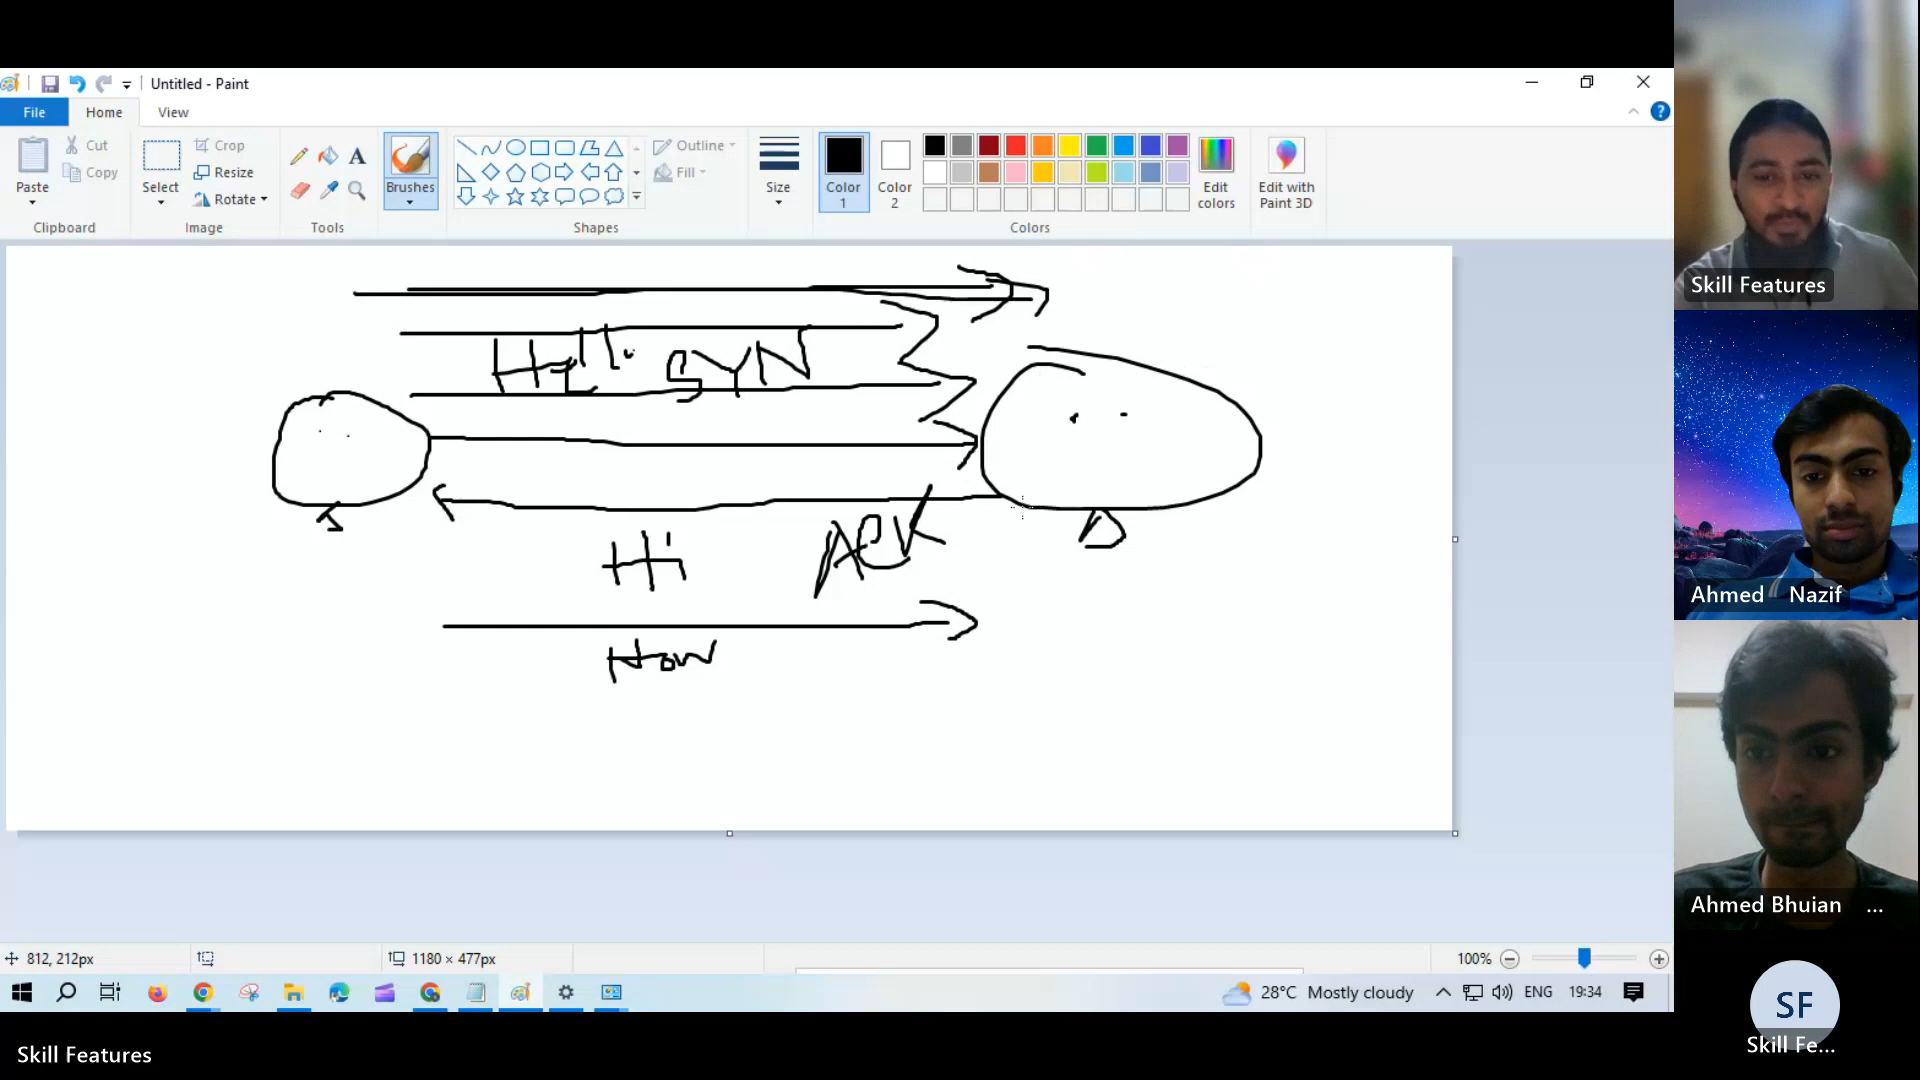 Untitled - Paint
File
Home
View
Paste
Cut
Copy
Clipboard
Select
Crop
Resize
Rotate
Image
A
Tools
Brushes
Shapes
Outline
Fill
Size
Color 1
Color 2
Edit colors
Edit with Paint 3D
Colors
SYN
Hi
ACK
How
812, 212px
1180 × 477px
100%
28°C Mostly cloudy
ENG
19:34
Skill Features
Skill Features
Ahmed Nazif
Ahmed Bhuian ...
SF
Skill Fe...